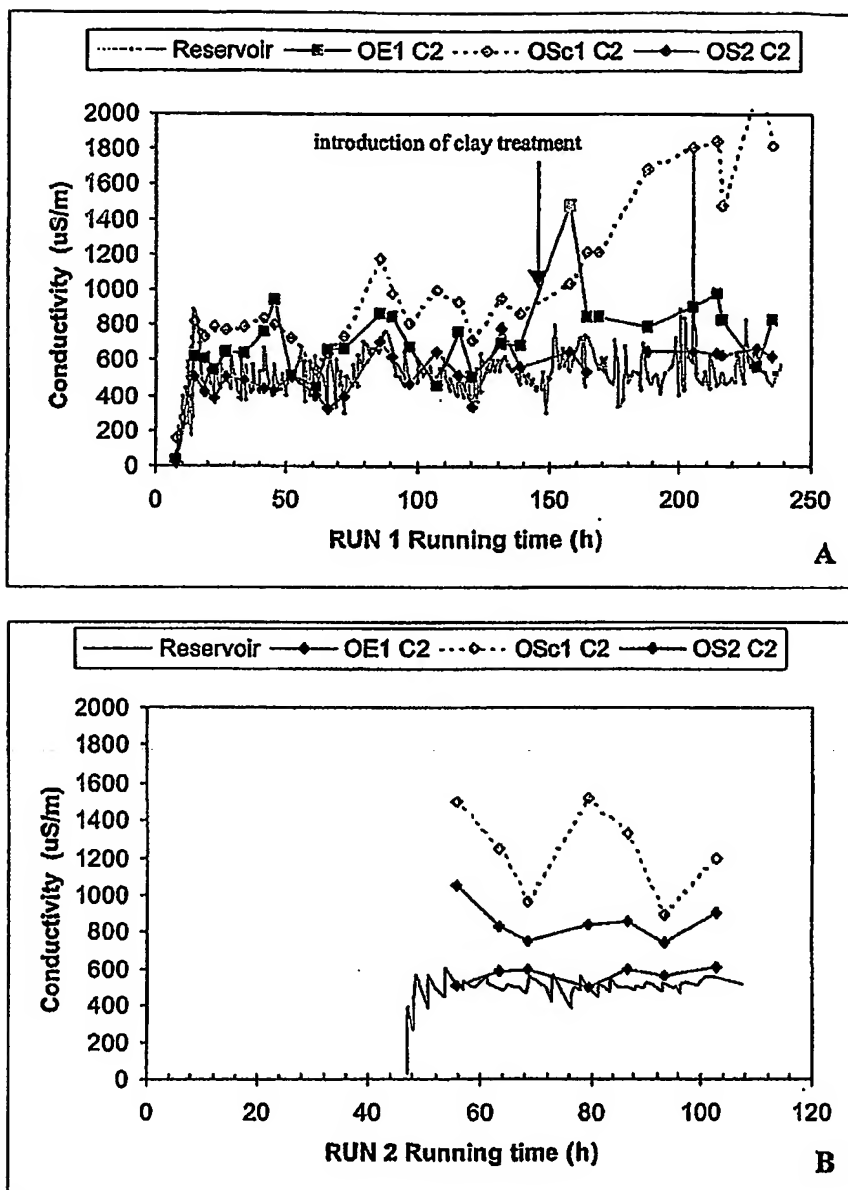 Reservoir OE1 C2 OSc1 C2 OS2 C2
Conductivity (uS/m)
2000
1800
1600
1400
1200
1000
800
600
400
200
0
introduction of clay treatment
0 50 100 150 200 250
RUN 1 Running time (h)
A
Reservoir OE1 C2 OSc1 C2 OS2 C2
Conductivity (uS/m)
2000
1800
1600
1400
1200
1000
800
600
400
200
0
0 20 40 60 80 100 120
RUN 2 Running time (h)
B